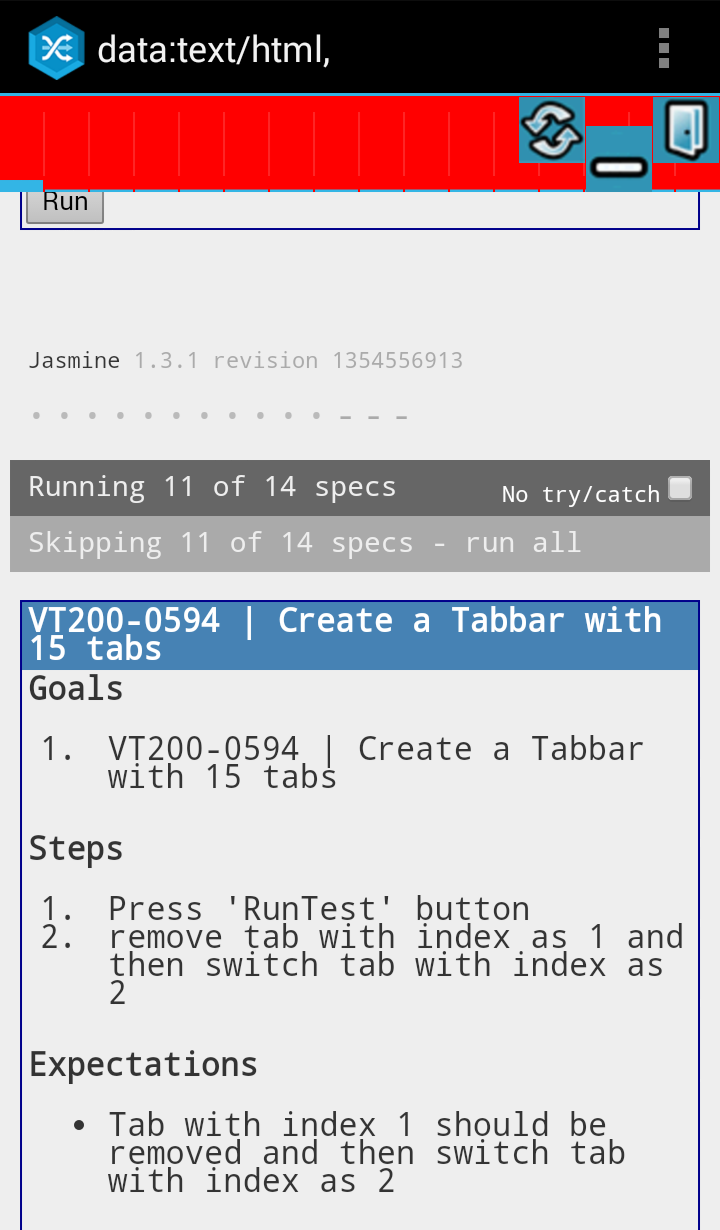 data:text/html,
Run
Jasmine 1.3.1 revision 1354556913
• • • • • • • • • • • • - - -
Running 11 of 14 specs
No try/catch
Skipping 11 of 14 specs - run all
VT200-0594 | Create a Tabbar with
15 tabs
Goals
1. VT200-0594 | Create a Tabbar
with 15 tabs
Steps
1. Press 'RunTest' button
2. remove tab with index as 1 and
then switch tab with index as
2
Expectations
• Tab with index 1 should be
removed and then switch tab
with index as 2